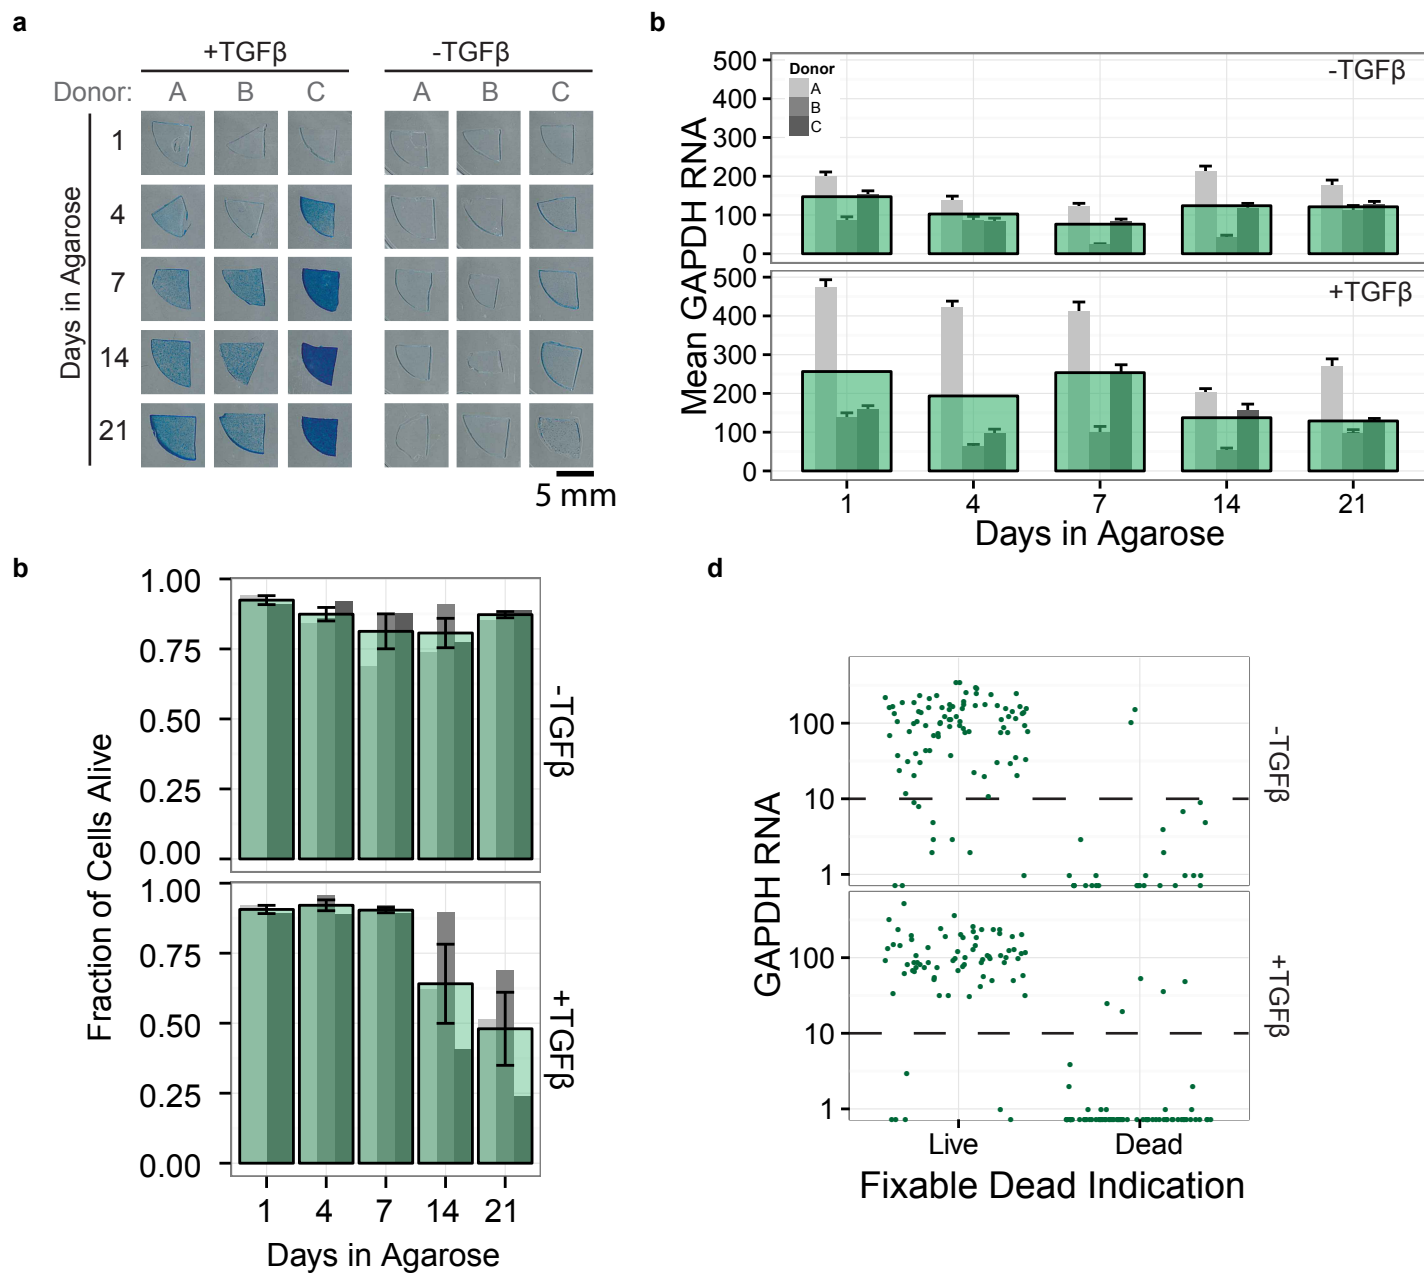 a
+TGFβ -TGFβ
Donor: A B C A B C
Days in Agarose
1
4
7
14
21
5 mm
b
Mean GAPDH RNA
500
400
300
200
100
0
Donor
A
B
C
-TGFβ
500
400
300
200
100
0
+TGFβ
1 4 7 14 21
Days in Agarose
b
Fraction of Cells Alive
1.00
0.75
0.50
0.25
0.00
-TGFβ
1.00
0.75
0.50
0.25
0.00
+TGFβ
1 4 7 14 21
Days in Agarose
d
GAPDH RNA
100
10
1
-TGFβ
100
10
1
+TGFβ
Live Dead
Fixable Dead Indication